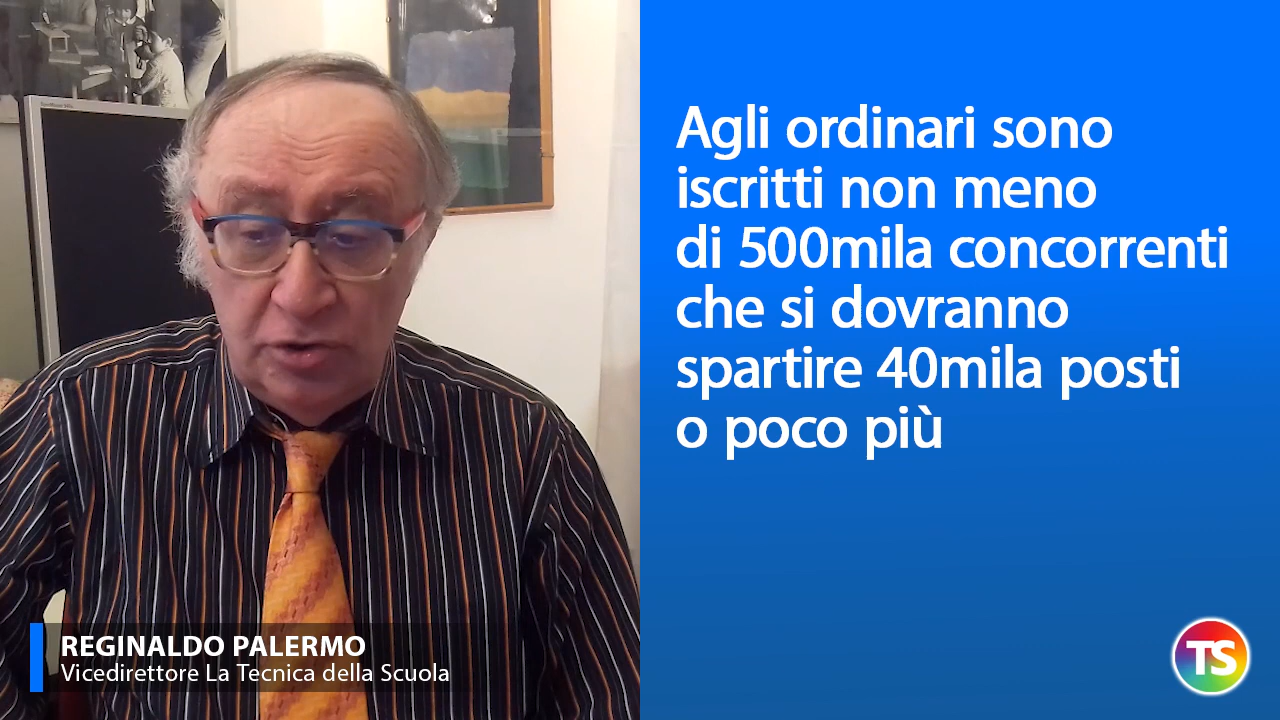 Agli ordinari sono
iscritti non meno
di 500mila concorrenti
che si dovranno
spartire 40mila posti
o poco più
REGINALDO PALERMO
Vicedirettore La Tecnica della Scuola
TS